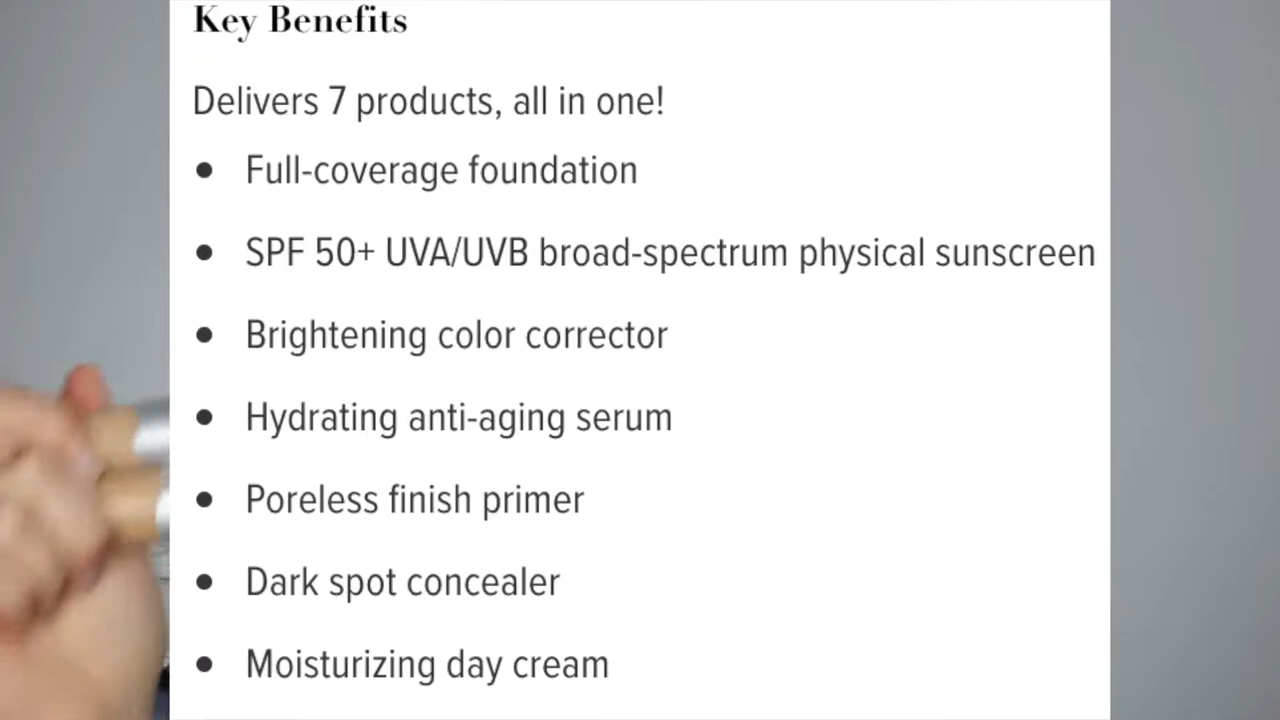 Key Benefits
Delivers 7 products, all in one!
• Full-coverage foundation
• SPF 50+ UVA/UVB broad-spectrum physical sunscreen
• Brightening color corrector
• Hydrating anti-aging serum
• Poreless finish primer
• Dark spot concealer
• Moisturizing day cream